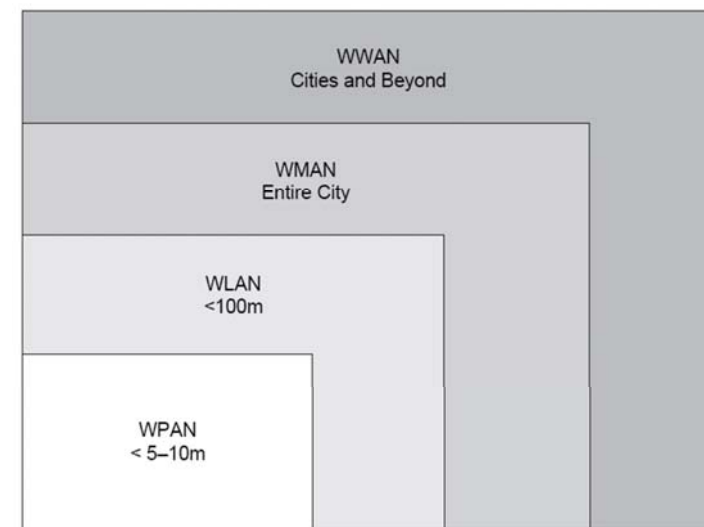 WWAN
Cities and Beyond
WMAN
Entire City
WLAN
<100m
WPAN
< 5–10m